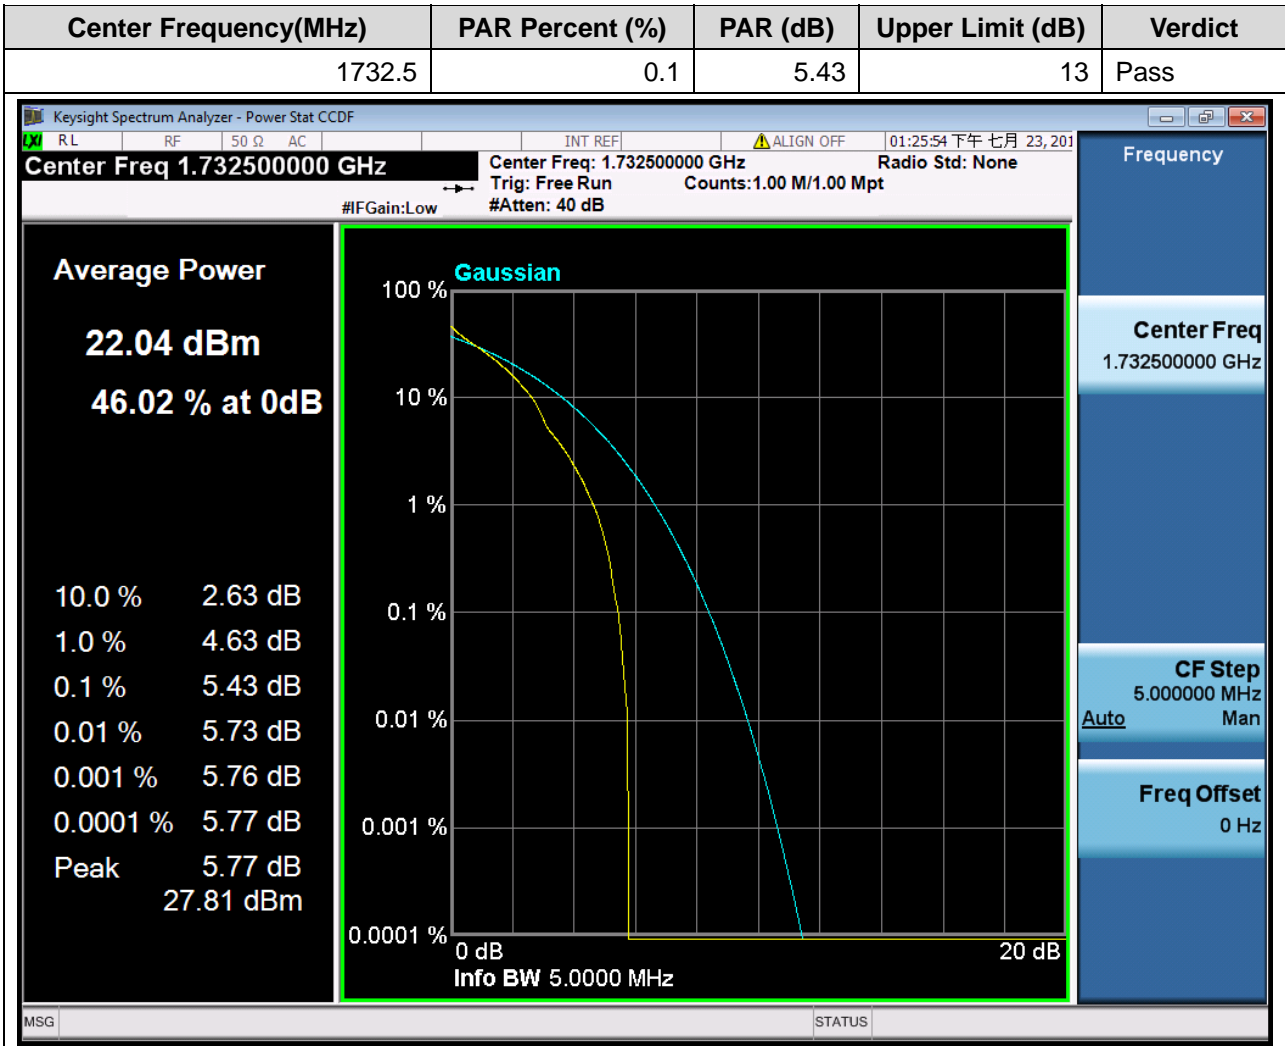 Center Frequency(MHz) PAR Percent (%) PAR (dB) Upper Limit (dB) Verdict
1732.5 0.1 5.43 13 Pass
Keysight Spectrum Analyzer - Power Stat CCDF
LXI RL RF 50 Ω AC INT REF ALIGN OFF 01:25:54 下午 七月 23, 201
Center Freq 1.732500000 GHz
Center Freq: 1.732500000 GHz Radio Std: None
Trig: Free Run Counts:1.00 M/1.00 Mpt
#IFGain:Low #Atten: 40 dB
Frequency
Average Power
22.04 dBm
46.02 % at 0dB
10.0 % 2.63 dB
1.0 % 4.63 dB
0.1 % 5.43 dB
0.01 % 5.73 dB
0.001 % 5.76 dB
0.0001 % 5.77 dB
Peak 5.77 dB
27.81 dBm
Gaussian
100 %
10 %
1 %
0.1 %
0.01 %
0.001 %
0.0001 %
0 dB 20 dB
Info BW 5.0000 MHz
Center Freq
1.732500000 GHz
CF Step
5.000000 MHz
Auto Man
Freq Offset
0 Hz
MSG STATUS